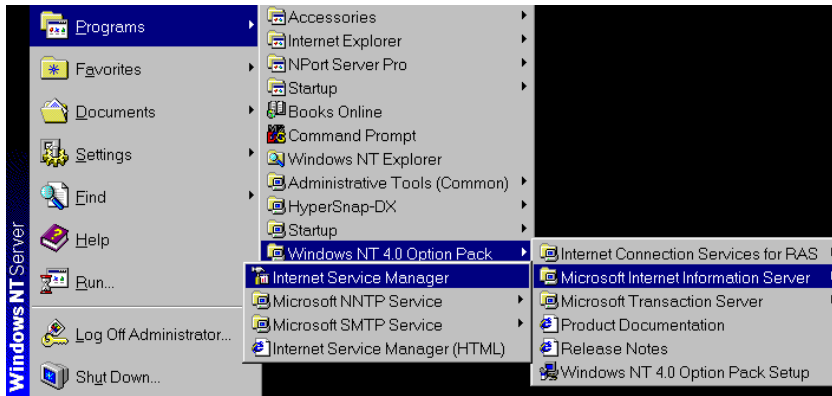 Windows NT Server
Programs
Favorites
Documents
Settings
Find
Help
Run...
Log Off Administrator...
Shut Down...
Accessories
Internet Explorer
NPort Server Pro
Startup
Books Online
Command Prompt
Windows NT Explorer
Administrative Tools (Common)
HyperSnap-DX
Startup
Windows NT 4.0 Option Pack
Internet Connection Services for RAS
Microsoft Internet Information Server
Microsoft Transaction Server
Product Documentation
Release Notes
Windows NT 4.0 Option Pack Setup
Internet Service Manager
Microsoft NNTP Service
Microsoft SMTP Service
Internet Service Manager (HTML)